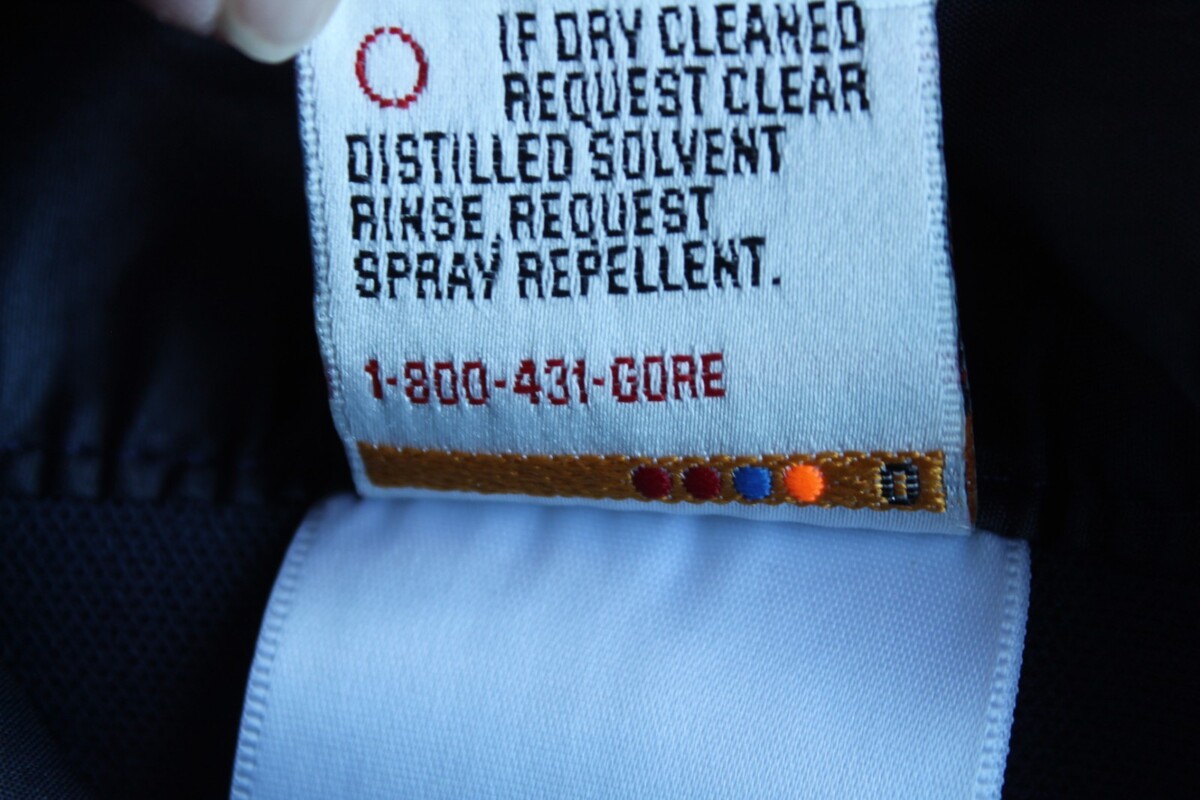 IF DRY CLEANED
REQUEST CLEAR
DISTILLED SOLVENT
RINSE, REQUEST
SPRAY REPELLENT.
1-800-431-GORE
D